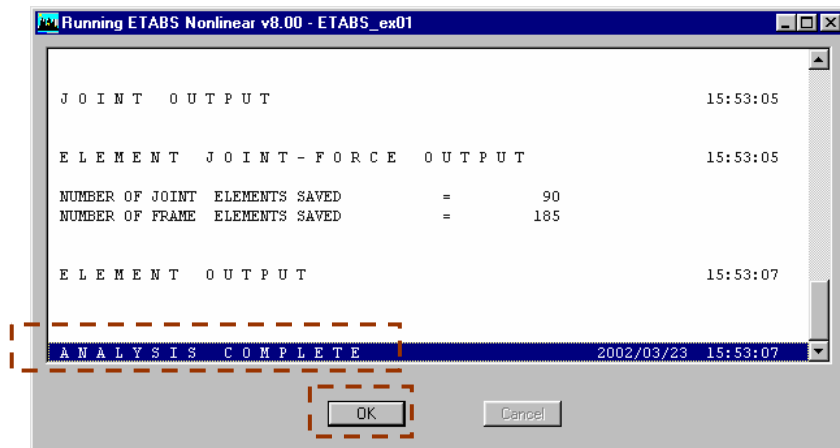 Running ETABS Nonlinear v8.00 - ETABS_ex01
J O I N T   O U T P U T   15:53:05
E L E M E N T   J O I N T - F O R C E   O U T P U T   15:53:05
NUMBER OF JOINT ELEMENTS SAVED = 90
NUMBER OF FRAME ELEMENTS SAVED = 185
E L E M E N T   O U T P U T   15:53:07
A N A L Y S I S   C O M P L E T E   2002/03/23 15:53:07
OK Cancel